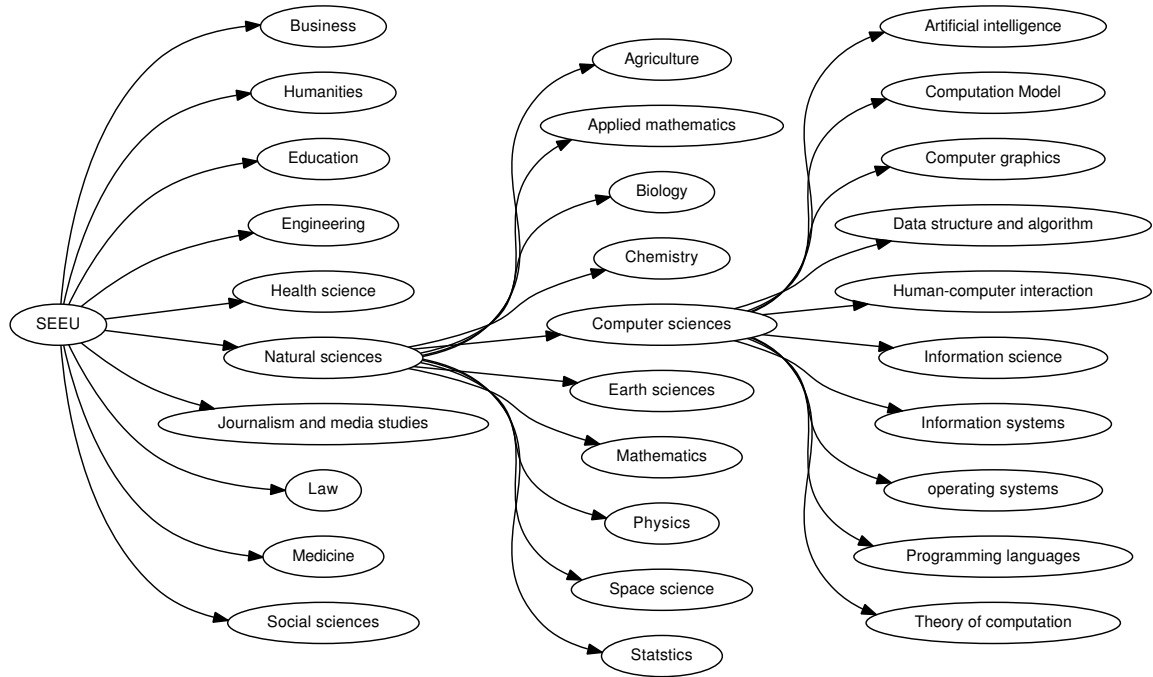 SEEU
Business
Humanities
Education
Engineering
Health science
Natural sciences
Journalism and media studies
Law
Medicine
Social sciences
Agriculture
Applied mathematics
Biology
Chemistry
Computer sciences
Earth sciences
Mathematics
Physics
Space science
Statstics
Artificial intelligence
Computation Model
Computer graphics
Data structure and algorithm
Human-computer interaction
Information science
Information systems
operating systems
Programming languages
Theory of computation